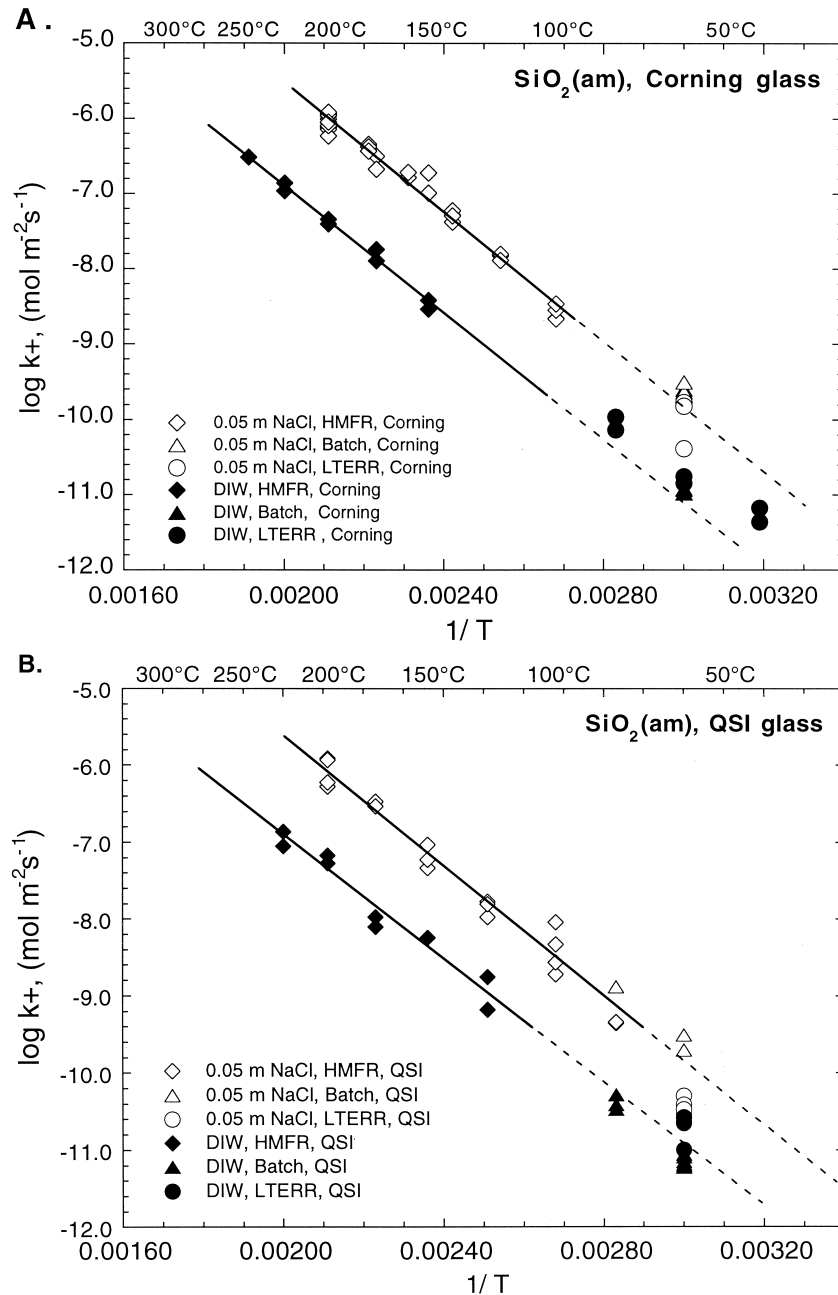 A .
300°C 250°C 200°C 150°C 100°C 50°C
SiO2(am), Corning glass
-5.0
-6.0
-7.0
-8.0
-9.0
-10.0
-11.0
-12.0
log k+, (mol m-2s-1)
0.05 m NaCl, HMFR, Corning
0.05 m NaCl, Batch, Corning
0.05 m NaCl, LTERR, Corning
DIW, HMFR, Corning
DIW, Batch, Corning
DIW, LTERR , Corning
0.00160 0.00200 0.00240 0.00280 0.00320
1/ T
B.
300°C 250°C 200°C 150°C 100°C 50°C
SiO2(am), QSI glass
-5.0
-6.0
-7.0
-8.0
-9.0
-10.0
-11.0
-12.0
log k+, (mol m-2s-1)
0.05 m NaCl, HMFR, QSI
0.05 m NaCl, Batch, QSI
0.05 m NaCl, LTERR, QSI
DIW, HMFR, QSI
DIW, Batch, QSI
DIW, LTERR, QSI
0.00160 0.00200 0.00240 0.00280 0.00320
1/ T